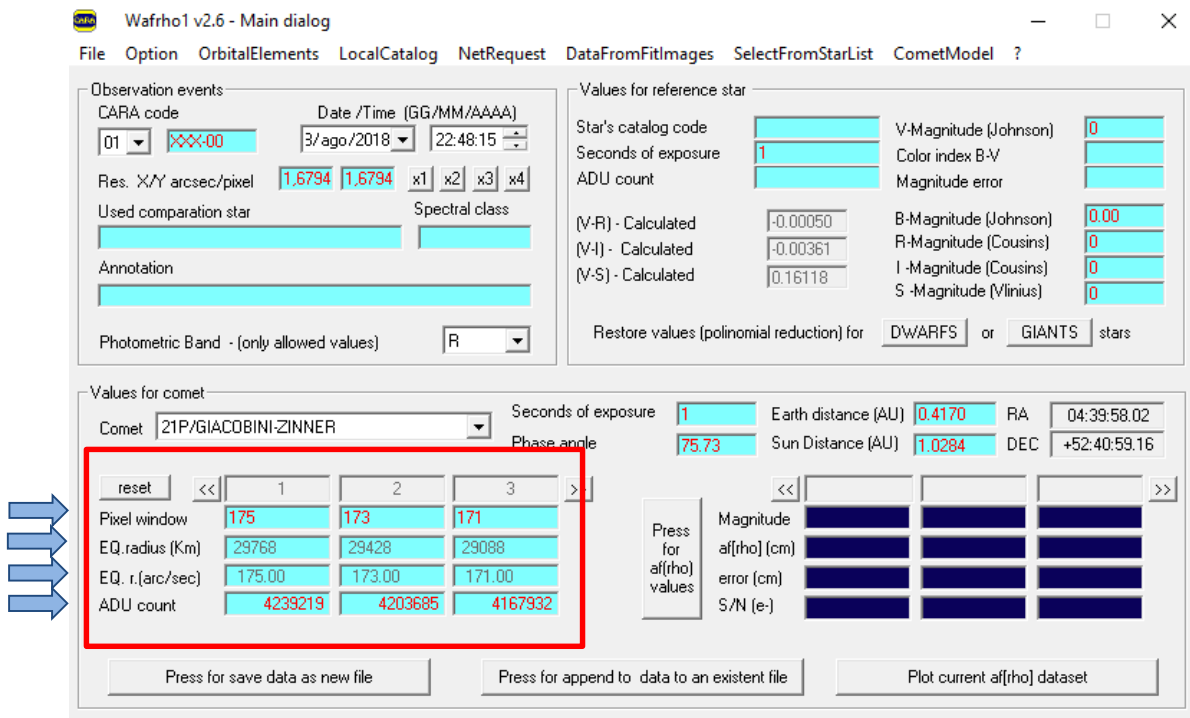 CARA Wafrho1 v2.6 - Main dialog
File Option OrbitalElements LocalCatalog NetRequest DataFromFitImages SelectFromStarList CometModel ?
Observation events
CARA code Date /Time (GG/MM/AAAA)
01 XXX-00 3/ago/2018 22:48:15
Res. X/Y arcsec/pixel 1,6794 1,6794 x1 x2 x3 x4
Used comparation star Spectral class
Annotation
Photometric Band - (only allowed values) R
Values for reference star
Star's catalog code V-Magnitude (Johnson) 0
Seconds of exposure 1 Color index B-V
ADU count Magnitude error
(V-R) - Calculated -0.00050 B-Magnitude (Johnson) 0.00
(V-I) - Calculated -0.00361 R-Magnitude (Cousins) 0
(V-S) - Calculated 0.16118 I -Magnitude (Cousins) 0
S -Magnitude (Vlinius) 0
Restore values (polinomial reduction) for DWARFS or GIANTS stars
Values for comet
Comet 21P/GIACOBINI-ZINNER Seconds of exposure 1 Earth distance (AU) 0.4170 RA 04:39:58.02
Phase angle 75.73 Sun Distance (AU) 1.0284 DEC +52:40:59.16
reset << 1 2 3 >> << >>
Pixel window 175 173 171
EQ.radius (Km) 29768 29428 29088
EQ. r.(arc/sec) 175.00 173.00 171.00
ADU count 4239219 4203685 4167932
Press
for
af(rho)
values
Magnitude
af[rho] (cm)
error (cm)
S/N (e-)
Press for save data as new file Press for append to data to an existent file Plot current af[rho] dataset